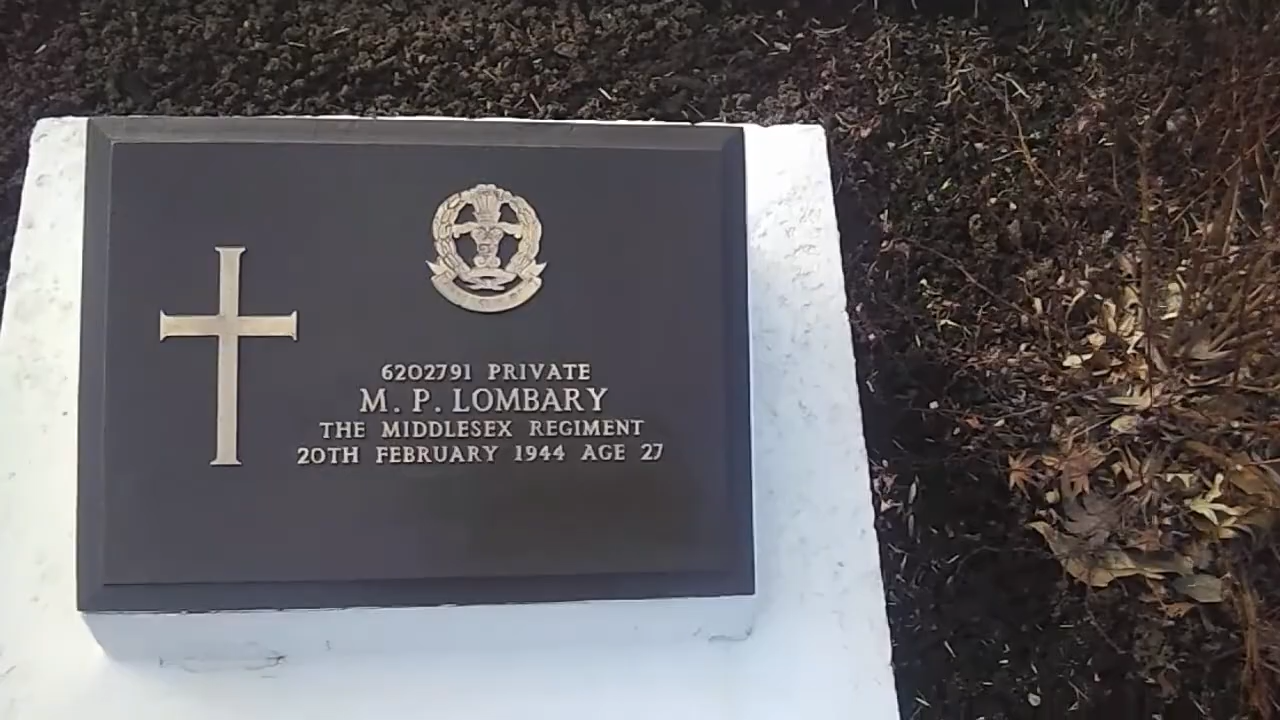 6202791 PRIVATE
M. P. LOMBARY
THE MIDDLESEX REGIMENT
20TH FEBRUARY 1944 AGE 27